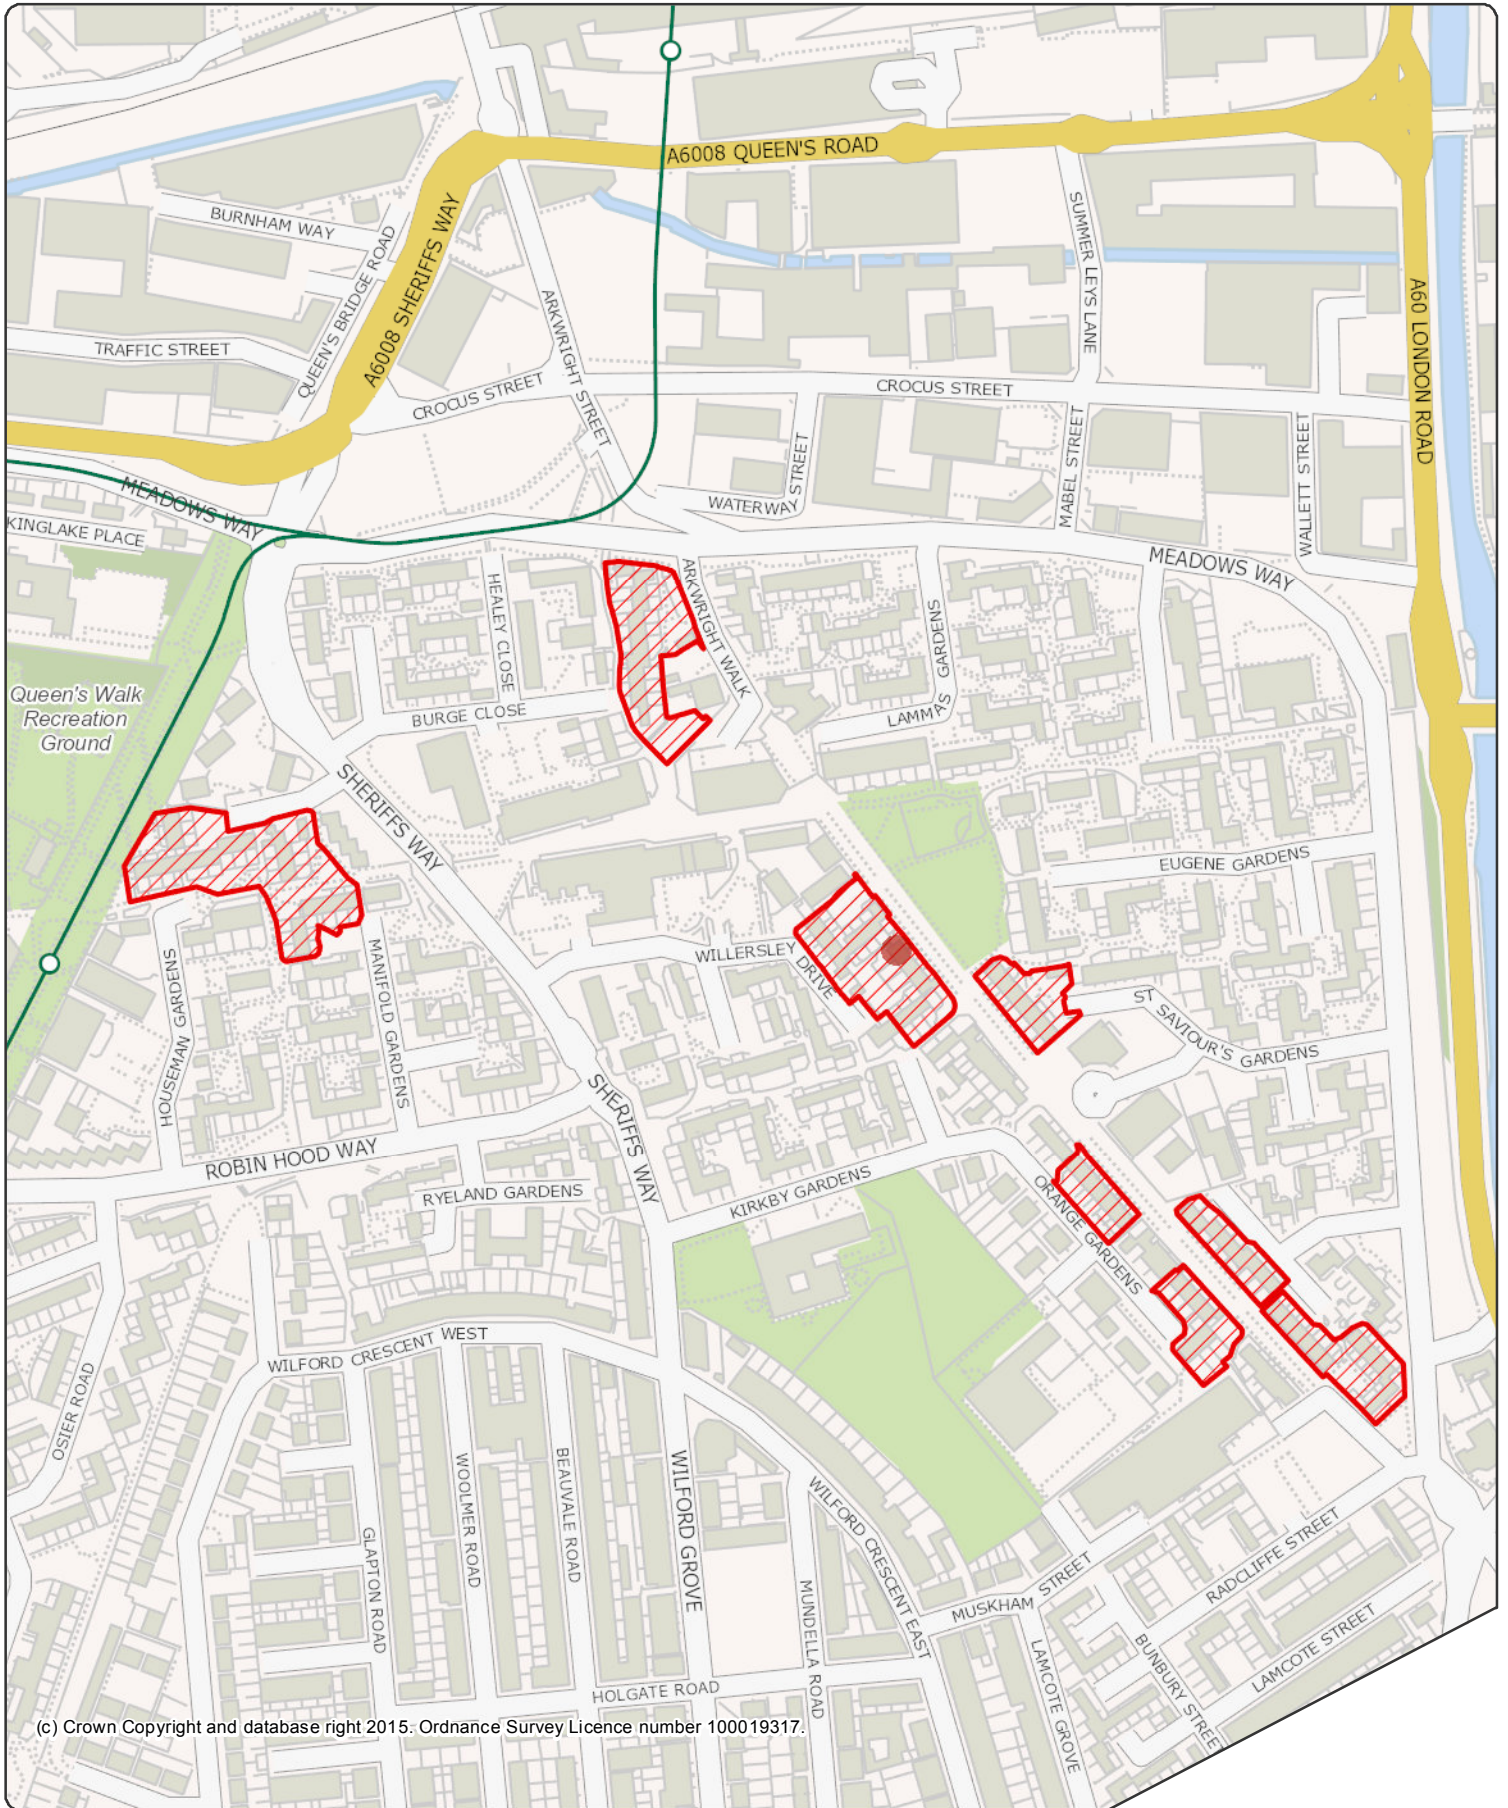 A6008 QUEEN'S ROAD
BURNHAM WAY
QUEEN'S BRIDGE ROAD
A6008 SHERIFFS WAY
SUMMER LEYS LANE
A60 LONDON ROAD
ARKWRIGHT STREET
TRAFFIC STREET
CROCUS STREET
CROCUS STREET
MEADOWS WAY
KINGLAKE PLACE
WATERWAY STREET
MABEL STREET
WALLETT STREET
MEADOWS WAY
HEALEY CLOSE
ARKWRIGHT WALK
LAMMAS GARDENS
Queen's Walk
Recreation
Ground
BURGE CLOSE
SHERIFFS WAY
EUGENE GARDENS
WILLERSLEY DRIVE
HOUSEMAN GARDENS
MANIFOLD GARDENS
ST SAVIOUR'S GARDENS
SHERIFFS WAY
ROBIN HOOD WAY
RYELAND GARDENS
KIRKBY GARDENS
ORANGE GARDENS
WILFORD CRESCENT WEST
OSIER ROAD
GLAPTON ROAD
WOOLMER ROAD
BEAUVALE ROAD
WILFORD GROVE
WILFORD CRESCENT EAST
MUNDELLA ROAD
MUSKHAM STREET
RADCLIFFE STREET
LAMCOTE STREET
BUNBURY STREET
LAMCOTE GROVE
HOLGATE ROAD
(c) Crown Copyright and database right 2015. Ordnance Survey Licence number 100019317.